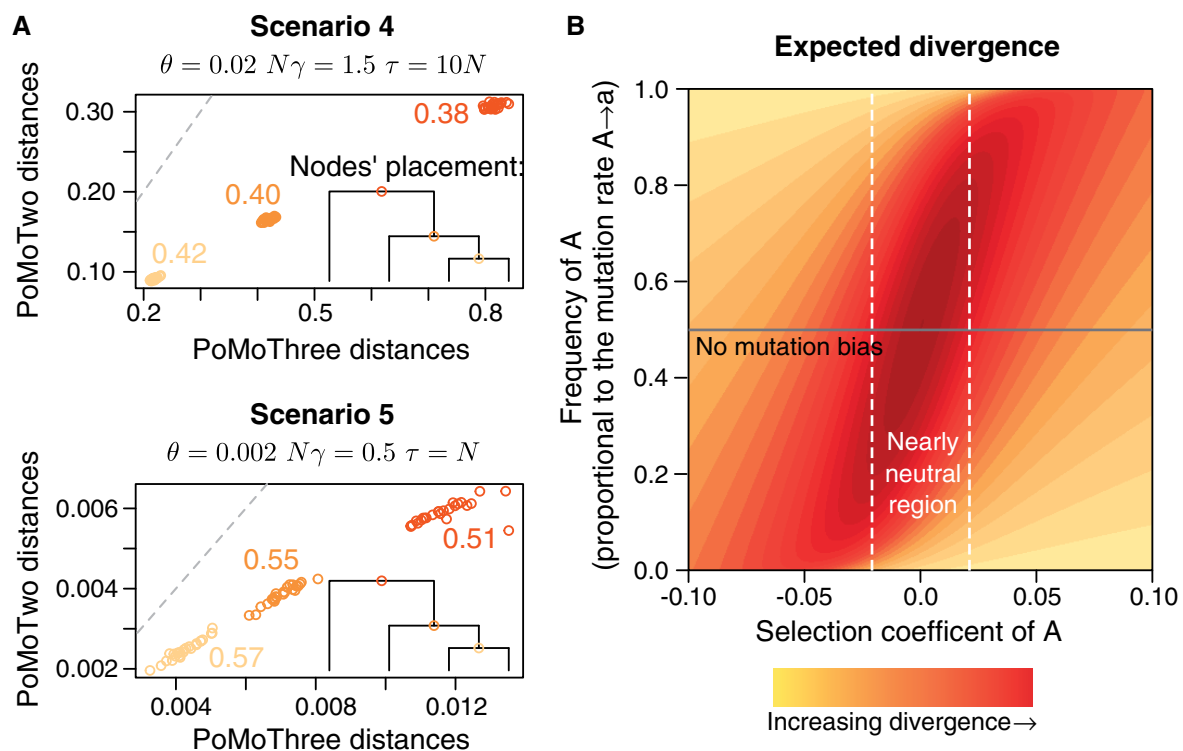 A
Scenario 4
θ = 0.02 Nγ = 1.5 τ = 10N
PoMoTwo distances
0.30
0.20
0.10
0.38
0.40
0.42
Nodes' placement:
0.2
0.5
0.8
PoMoThree distances
Scenario 5
θ = 0.002 Nγ = 0.5 τ = N
PoMoTwo distances
0.006
0.004
0.002
0.51
0.55
0.57
0.004
0.008
0.012
PoMoThree distances
B
Expected divergence
Frequency of A
(proportional to the mutation rate A→a)
1.0
0.8
0.6
0.4
0.2
0.0
No mutation bias
Nearly
neutral
region
-0.10
-0.05
0.0
0.05
0.10
Selection coefficent of A
Increasing divergence→